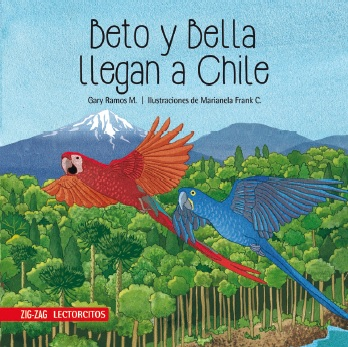 Beto y Bella
llegan a Chile
Gary Ramos M. | Ilustraciones de Marianela Frank C.
ZIG-ZAG LECTORCITOS